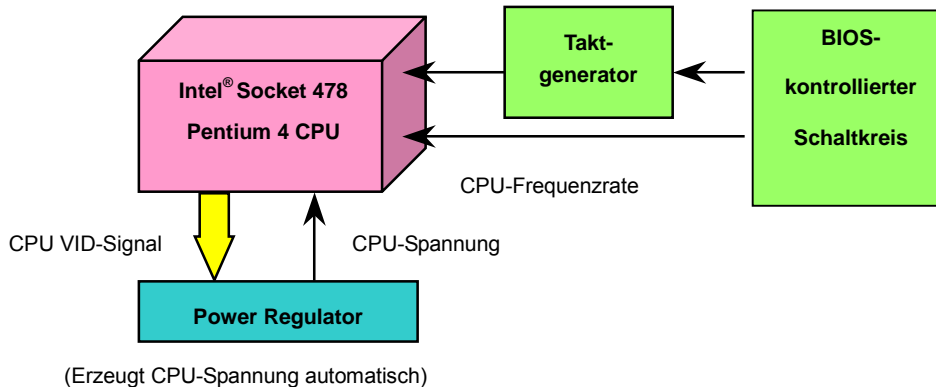 Intel® Socket 478
Pentium 4 CPU
Takt-
generator
BIOS-
kontrollierter
Schaltkreis
CPU-Frequenzrate
CPU VID-Signal
CPU-Spannung
Power Regulator
(Erzeugt CPU-Spannung automatisch)